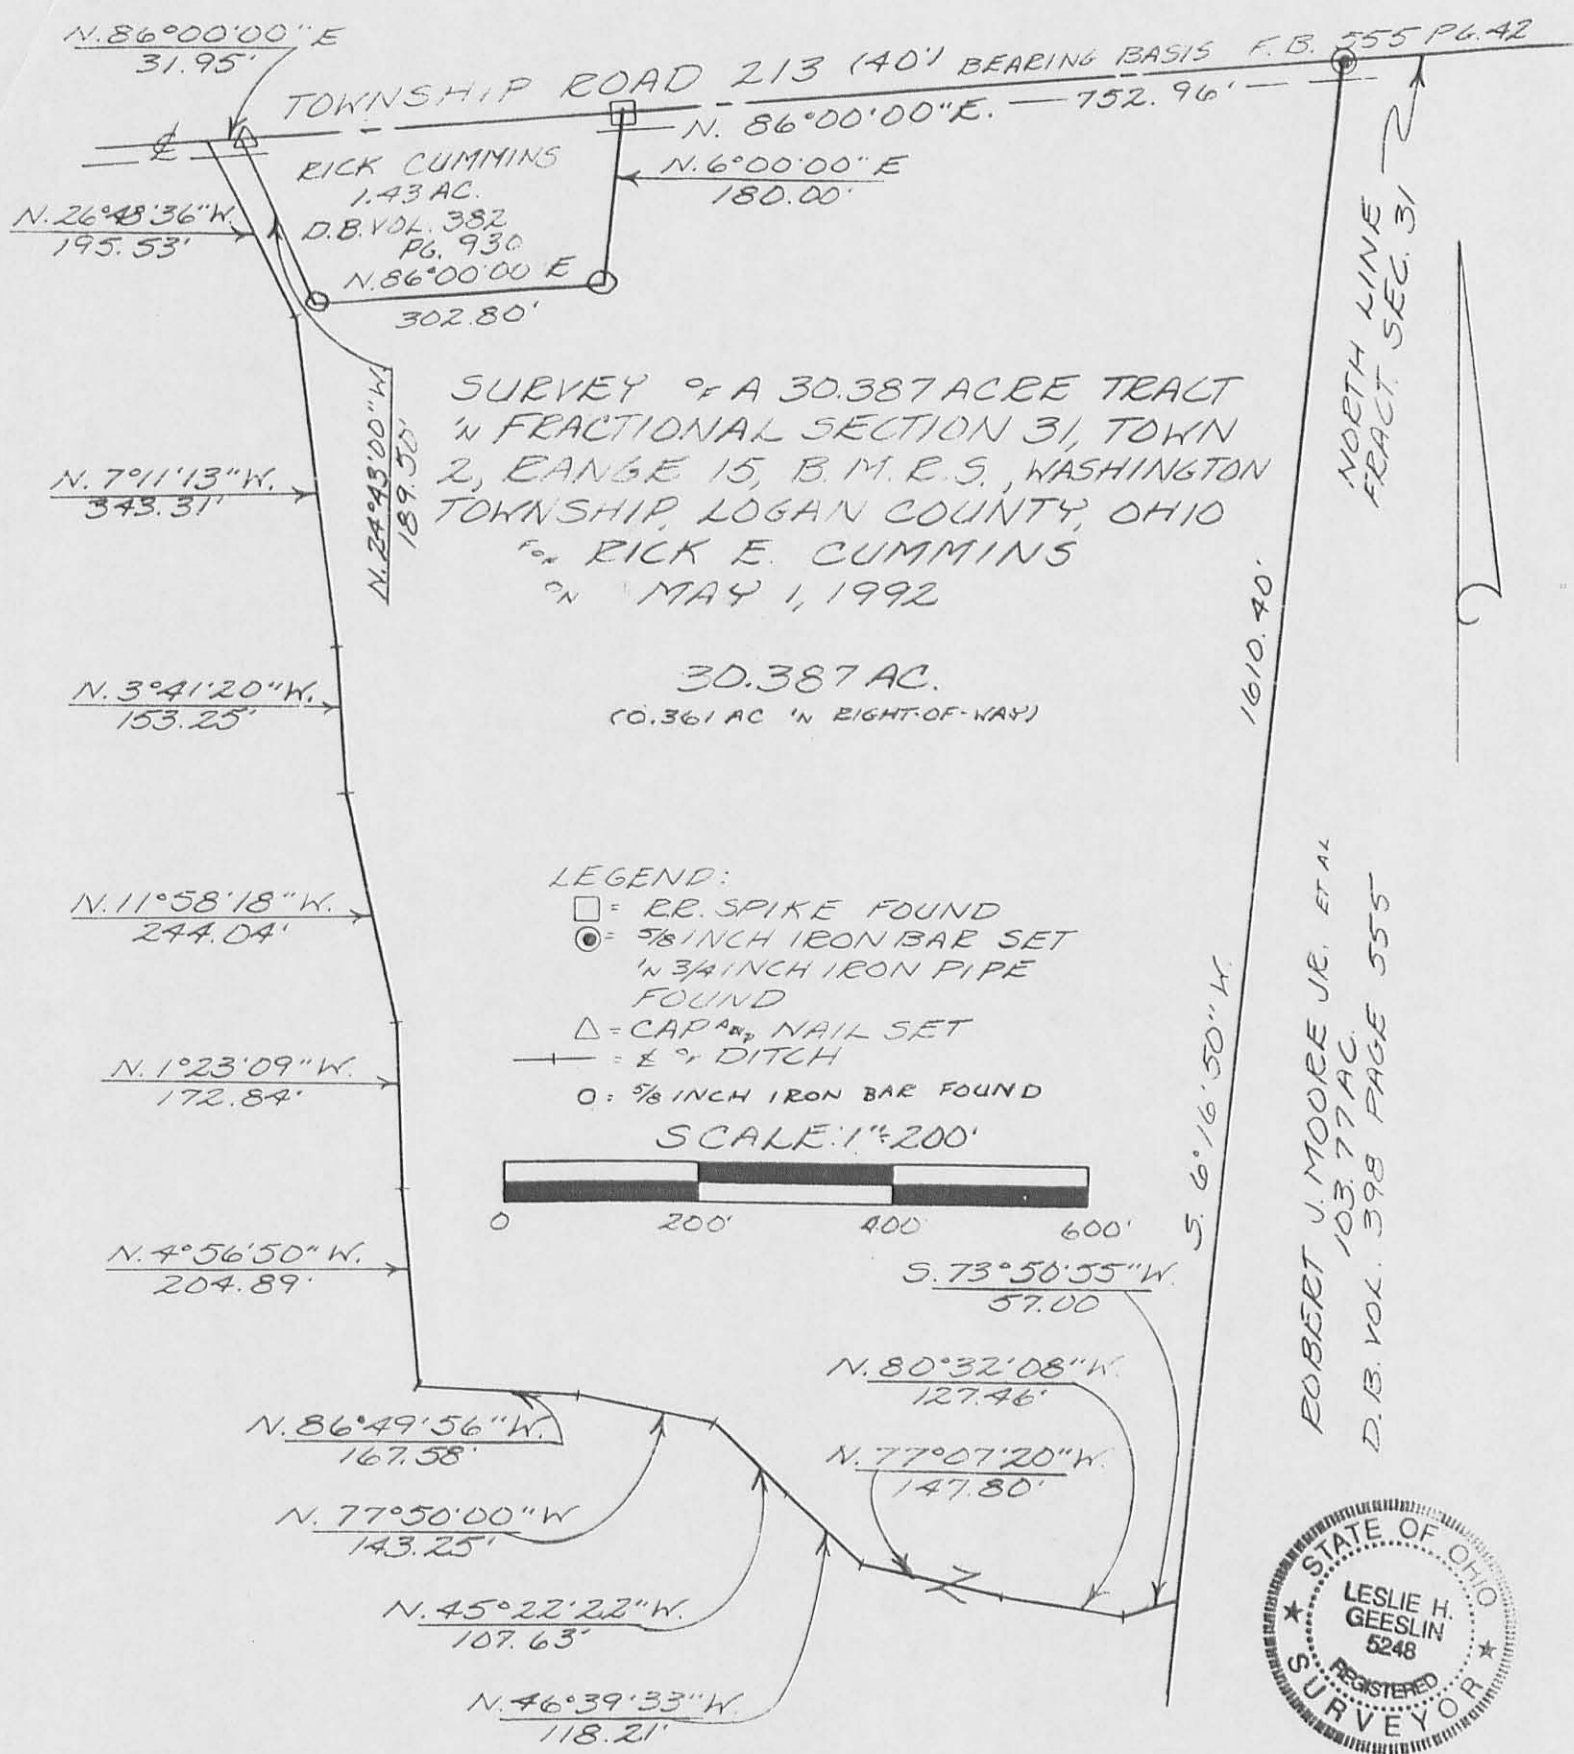 N. 86°00'00" E
31.95'
TOWNSHIP ROAD 213 (40') BEARING BASIS F.B. 555 PG. 42
N. 86°00'00"E. — 752.96' —
℄
RICK CUMMINS
1.43 AC.
D.B. VOL. 382
PG. 930
N. 6°00'00" E
180.00'
N. 26°48'36"W.
195.53'
N. 86°00'00 E
302.80'
N. 24°43'00"W
189.50'
NORTH LINE
FRACT. SEC. 31
SURVEY OF A 30.387 ACRE TRACT
IN FRACTIONAL SECTION 31, TOWN
2, RANGE 15, B.M.R.S., WASHINGTON
TOWNSHIP, LOGAN COUNTY, OHIO
FOR RICK E. CUMMINS
ON MAY 1, 1992
N. 7°11'13"W.
343.31'
30.387 AC.
(0.361 AC IN RIGHT-OF-WAY)
N. 3°41'20"W.
153.25'
1610.40'
S. 6°16'50" W.
N. 11°58'18" W.
244.04'
LEGEND:
□ = R.R. SPIKE FOUND
◉ = 5/8 INCH IRON BAR SET
IN 3/4 INCH IRON PIPE
FOUND
△ = CAP AND NAIL SET
—+— = ℄ OF DITCH
O = 5/8 INCH IRON BAR FOUND
SCALE: 1"=200'
0 200' 400' 600'
N. 1°23'09" W.
172.84'
N. 4°56'50" W.
204.89'
S. 73°50'55"W.
57.00
N. 80°32'08"W.
127.46'
N. 77°07'20"W.
147.80'
N. 86°49'56"W.
167.58'
N. 77°50'00"W
143.25'
N. 45°22'22"W.
107.63'
N. 46°39'33"W.
118.21'
ROBERT J. MOORE JR. ET AL
103.77 AC.
D.B. VOL. 398 PAGE 555
STATE OF OHIO
LESLIE H.
GEESLIN
5248
REGISTERED
SURVEYOR